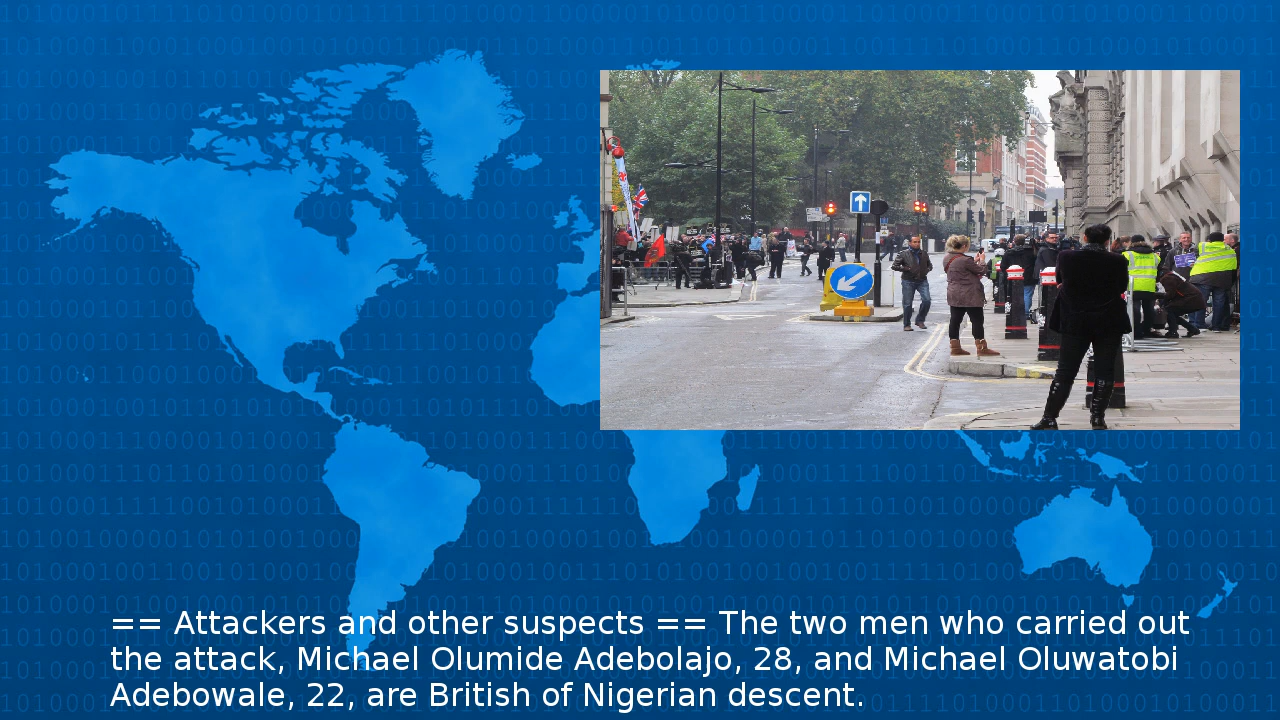 == Attackers and other suspects == The two men who carried out
the attack, Michael Olumide Adebolajo, 28, and Michael Oluwatobi
Adebowale, 22, are British of Nigerian descent.